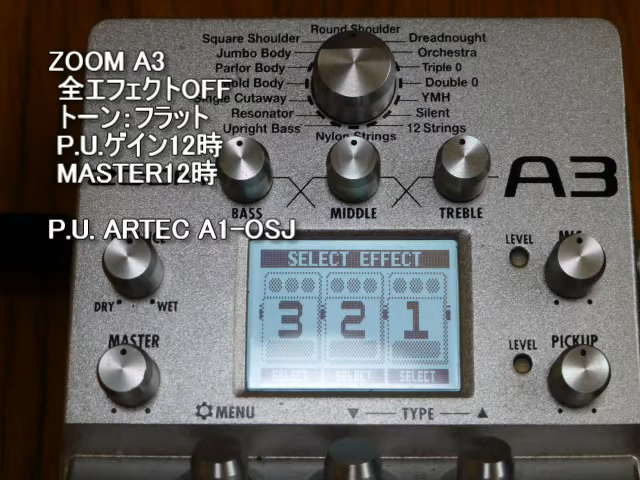 Round Shoulder
Square Shoulder
Dreadnought
Jumbo Body
Orchestra
Parlor Body
Triple 0
Body
Double 0
Single Cutaway
YMH
Resonator
Silent
Upright Bass
12 Strings
Nylon Strings
ZOOM A3
全エフェクトOFF
トーン：フラット
P.U.ゲイン12時
MASTER12時
P.U. ARTEC A1-OSJ
BASS
MIDDLE
TREBLE
A3
LEVEL
DRY
WET
SELECT EFFECT
3 2 1
SELECT SELECT SELECT
MASTER
LEVEL
PICKUP
MENU
TYPE